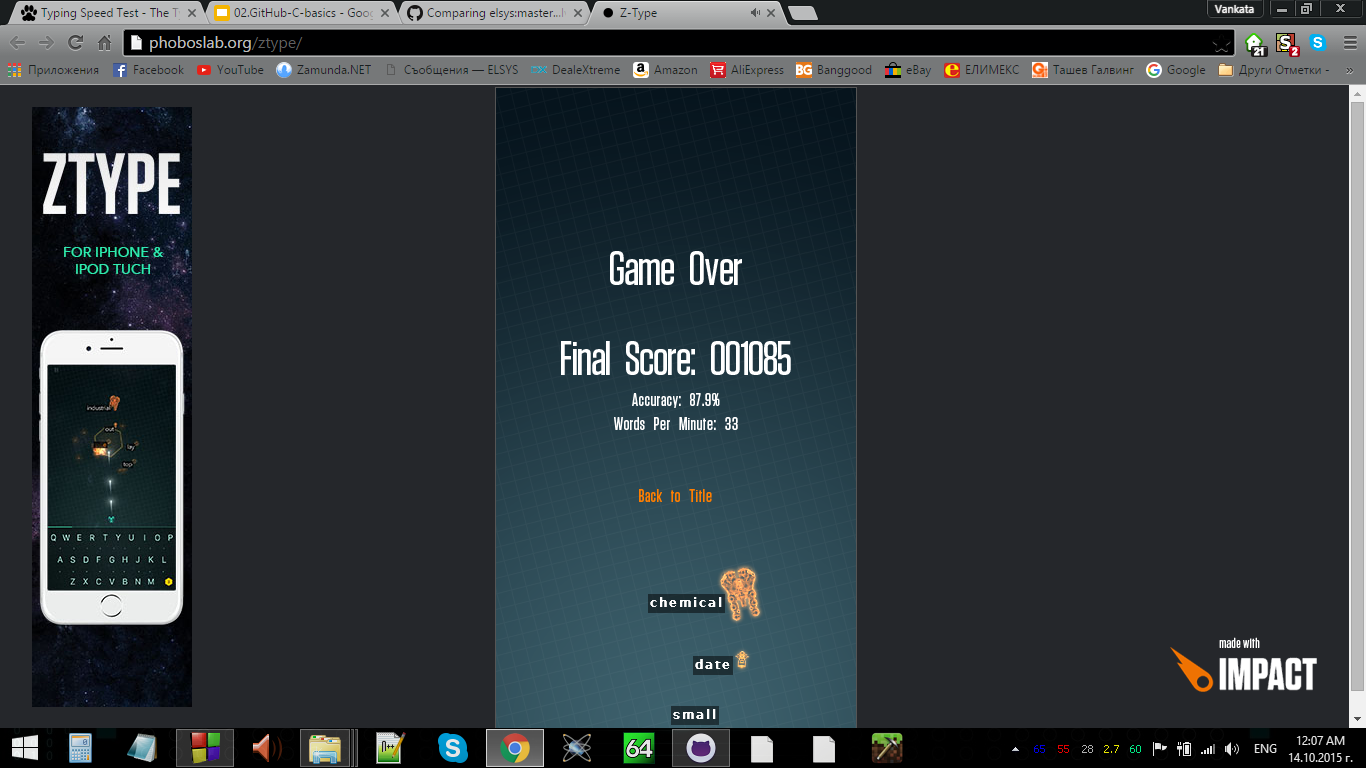 Typing Speed Test - The T
02.GitHub-C-basics - Goo
Comparing elsys:master...
Z-Type
Vankata
phoboslab.org/ztype/
21
2
Приложения
Facebook
YouTube
Zamunda.NET
Съобщения — ELSYS
DealeXtreme
Amazon
AliExpress
Banggood
eBay
ЕЛИМЕКС
Ташев Галвинг
Google
Други Отметки -
»
ZTYPE
FOR IPHONE &
IPOD TUCH
industrial
out
lay
top
Q W E R T Y U I O P
A S D F G H J K L
Z X C V B N M
Game Over
Final Score: 001085
Accuracy: 87.9%
Words Per Minute: 33
Back to Title
chemical
date
small
made with
IMPACT
64
65 55 28 2.7 60
ENG
12:07 AM
14.10.2015 г.